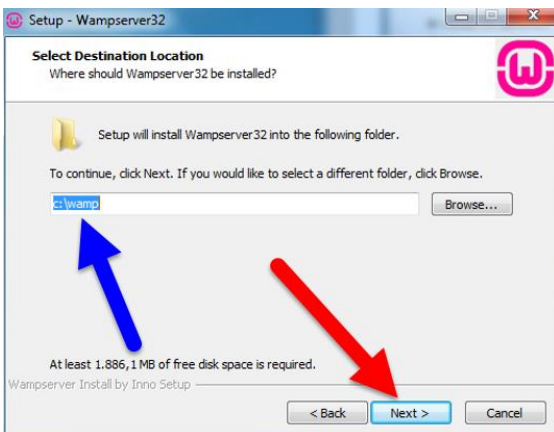 Setup - Wampserver32
Select Destination Location
Where should Wampserver32 be installed?
Setup will install Wampserver32 into the following folder.
To continue, click Next. If you would like to select a different folder, click Browse.
c:\wamp
Browse...
At least 1.886,1 MB of free disk space is required.
Wampserver Install by Inno Setup
< Back
Next >
Cancel